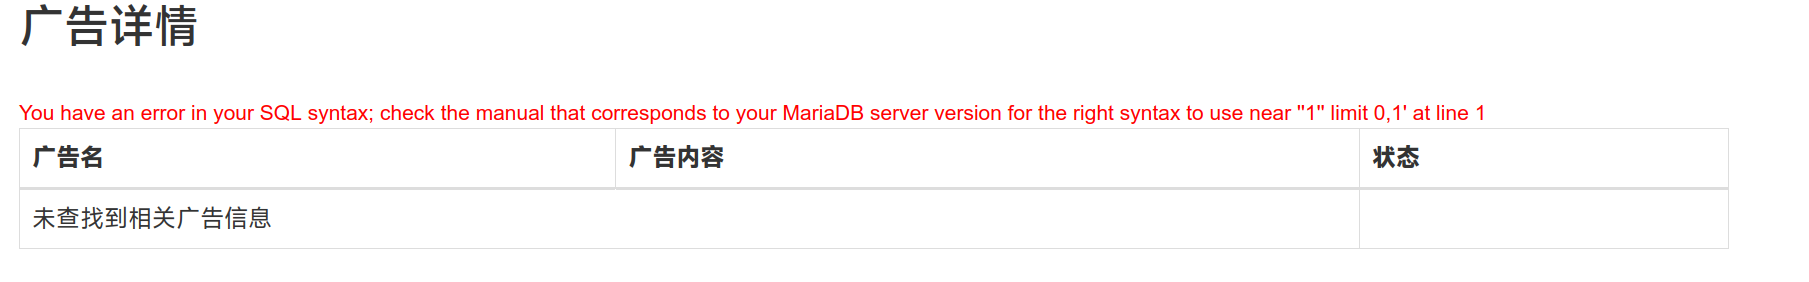 广告详情
You have an error in your SQL syntax; check the manual that corresponds to your MariaDB server version for the right syntax to use near ''1'' limit 0,1' at line 1
广告名 广告内容 状态
未查找到相关广告信息